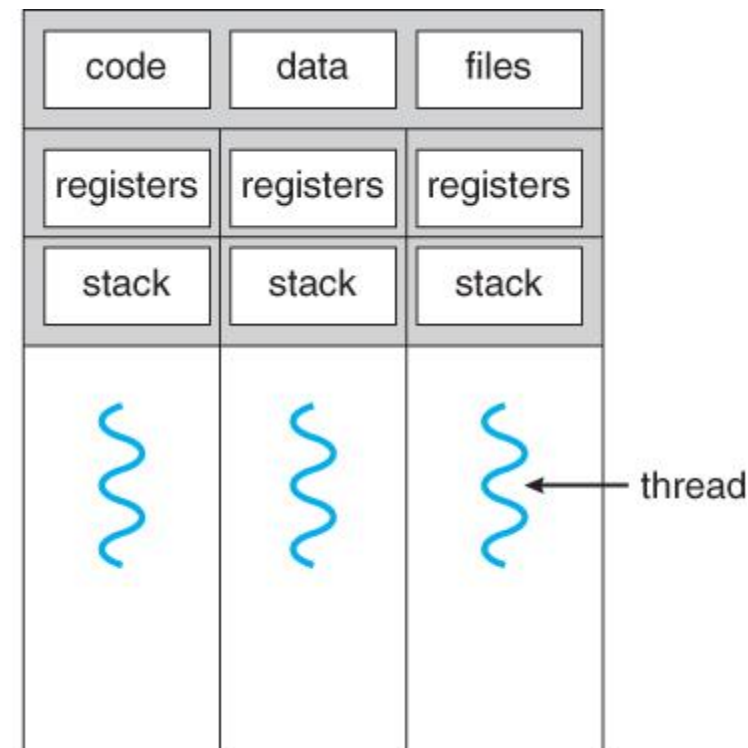 code data files
registers registers registers
stack stack stack
thread